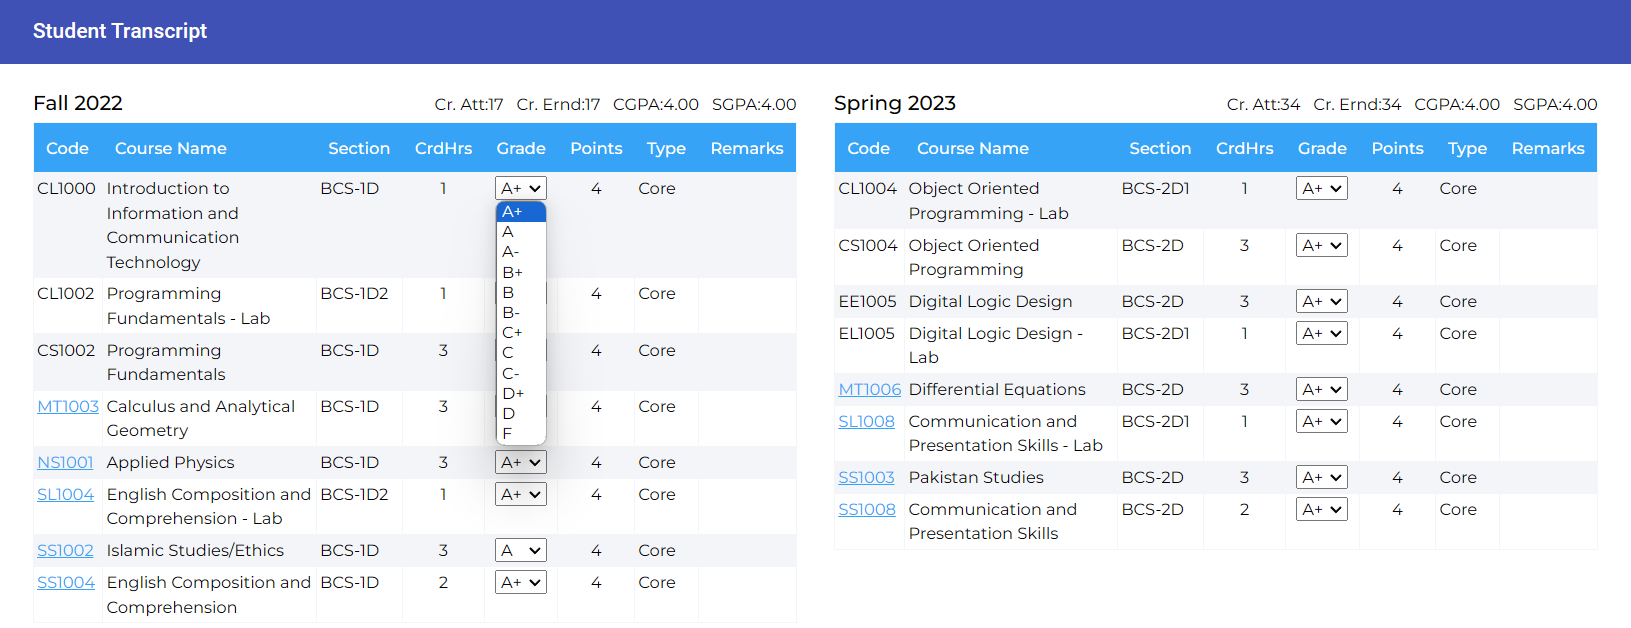 Student Transcript
Fall 2022
Cr. Att:17 Cr. Ernd:17 CGPA:4.00 SGPA:4.00
Code Course Name Section CrdHrs Grade Points Type Remarks
CL1000 Introduction to BCS-1D 1 A+ 4 Core
Information and
Communication
Technology
CL1002 Programming BCS-1D2 1 4 Core
Fundamentals - Lab
CS1002 Programming BCS-1D 3 4 Core
Fundamentals
MT1003 Calculus and Analytical BCS-1D 3 4 Core
Geometry
A+
A
A-
B+
B
B-
C+
C
C-
D+
D
F
NS1001 Applied Physics BCS-1D 3 A+ 4 Core
SL1004 English Composition and BCS-1D2 1 A+ 4 Core
Comprehension - Lab
SS1002 Islamic Studies/Ethics BCS-1D 3 A 4 Core
SS1004 English Composition and BCS-1D 2 A+ 4 Core
Comprehension
Spring 2023
Cr. Att:34 Cr. Ernd:34 CGPA:4.00 SGPA:4.00
Code Course Name Section CrdHrs Grade Points Type Remarks
CL1004 Object Oriented BCS-2D1 1 A+ 4 Core
Programming - Lab
CS1004 Object Oriented BCS-2D 3 A+ 4 Core
Programming
EE1005 Digital Logic Design BCS-2D 3 A+ 4 Core
EL1005 Digital Logic Design - BCS-2D1 1 A+ 4 Core
Lab
MT1006 Differential Equations BCS-2D 3 A+ 4 Core
SL1008 Communication and BCS-2D1 1 A+ 4 Core
Presentation Skills - Lab
SS1003 Pakistan Studies BCS-2D 3 A+ 4 Core
SS1008 Communication and BCS-2D 2 A+ 4 Core
Presentation Skills